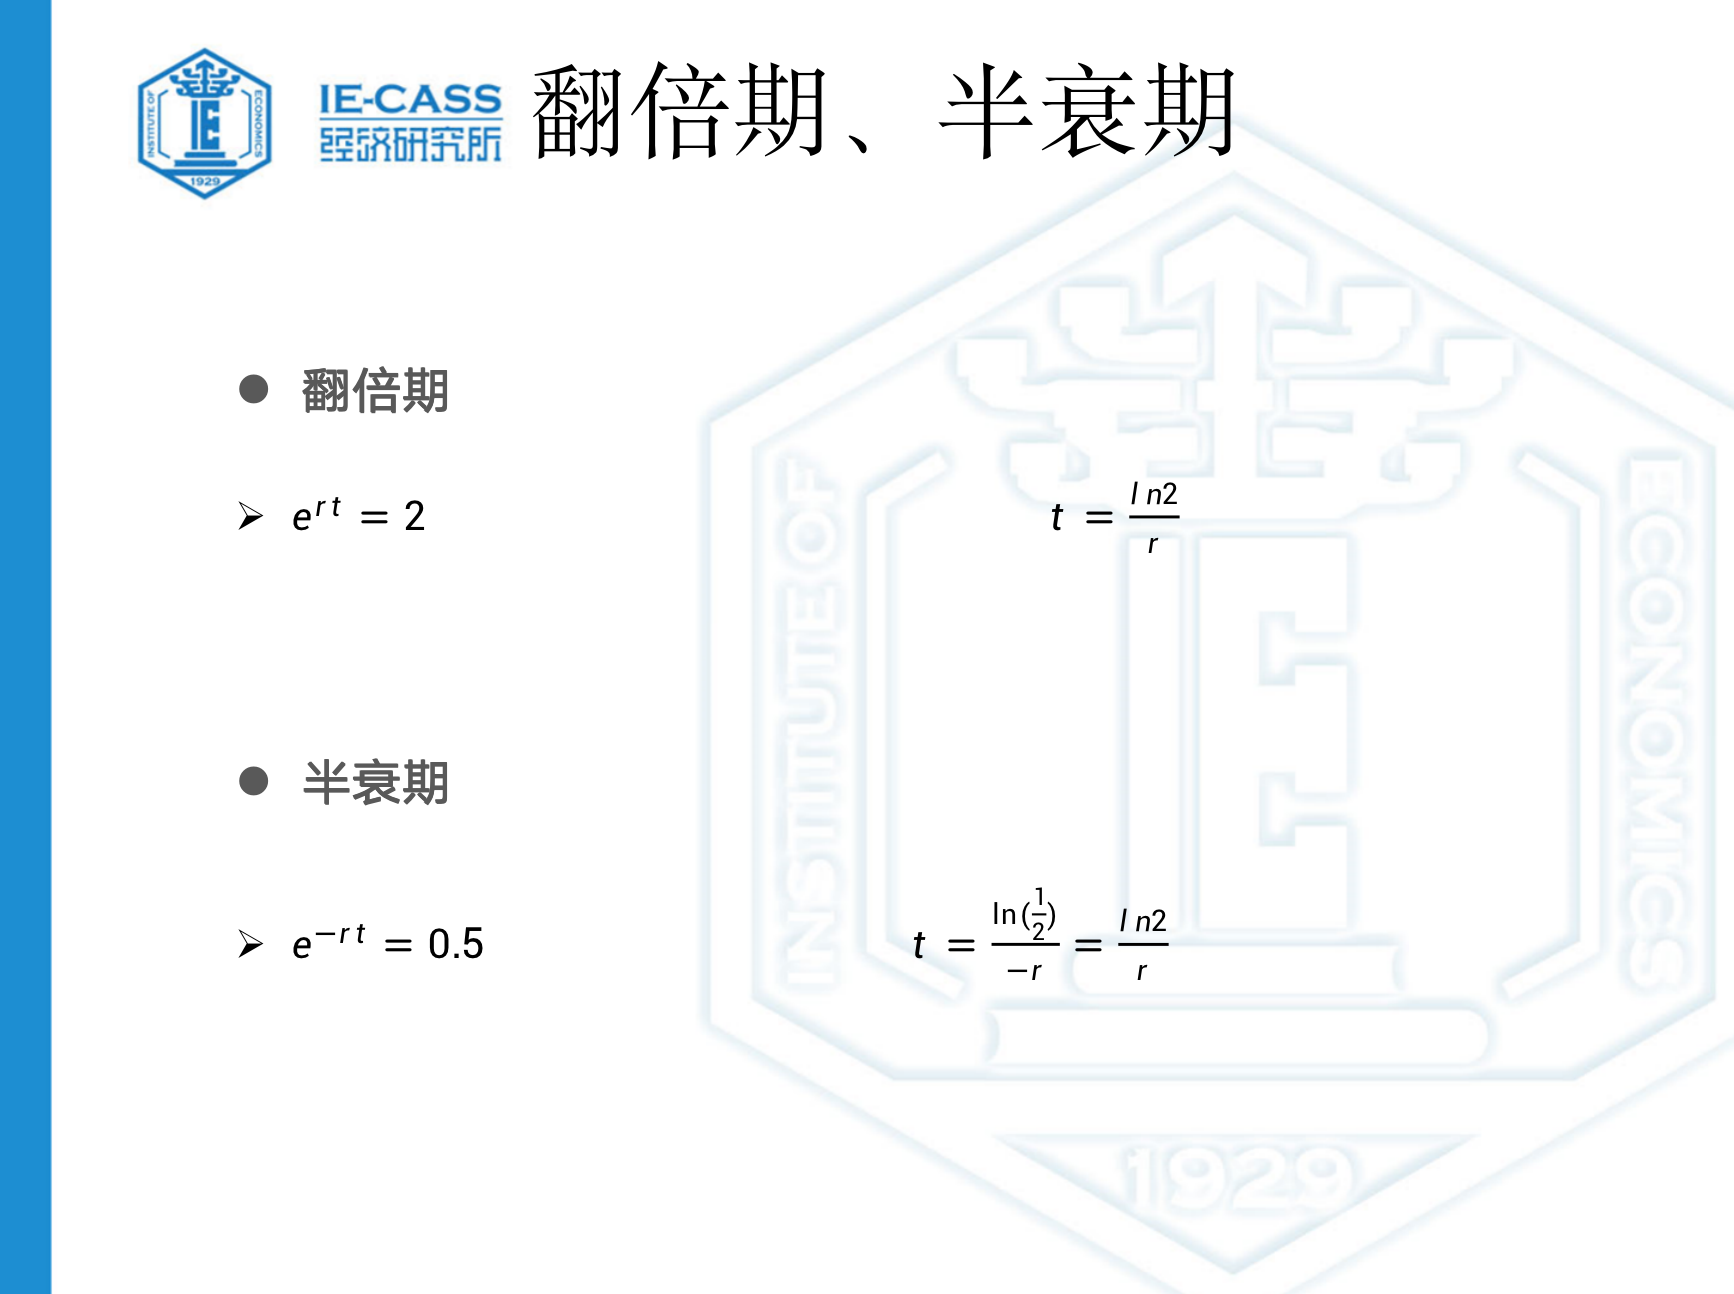 INSTITUTE OF
ECONOMICS
1929
IE-CASS
经济研究所
翻倍期、半衰期
● 翻倍期
➢ e^{rt} = 2    t = \frac{ln2}{r}
● 半衰期
➢ e^{-rt} = 0.5    t = \frac{ln(\frac{1}{2})}{-r} = \frac{ln2}{r}
INSTITUTE OF
ECONOMICS
1929